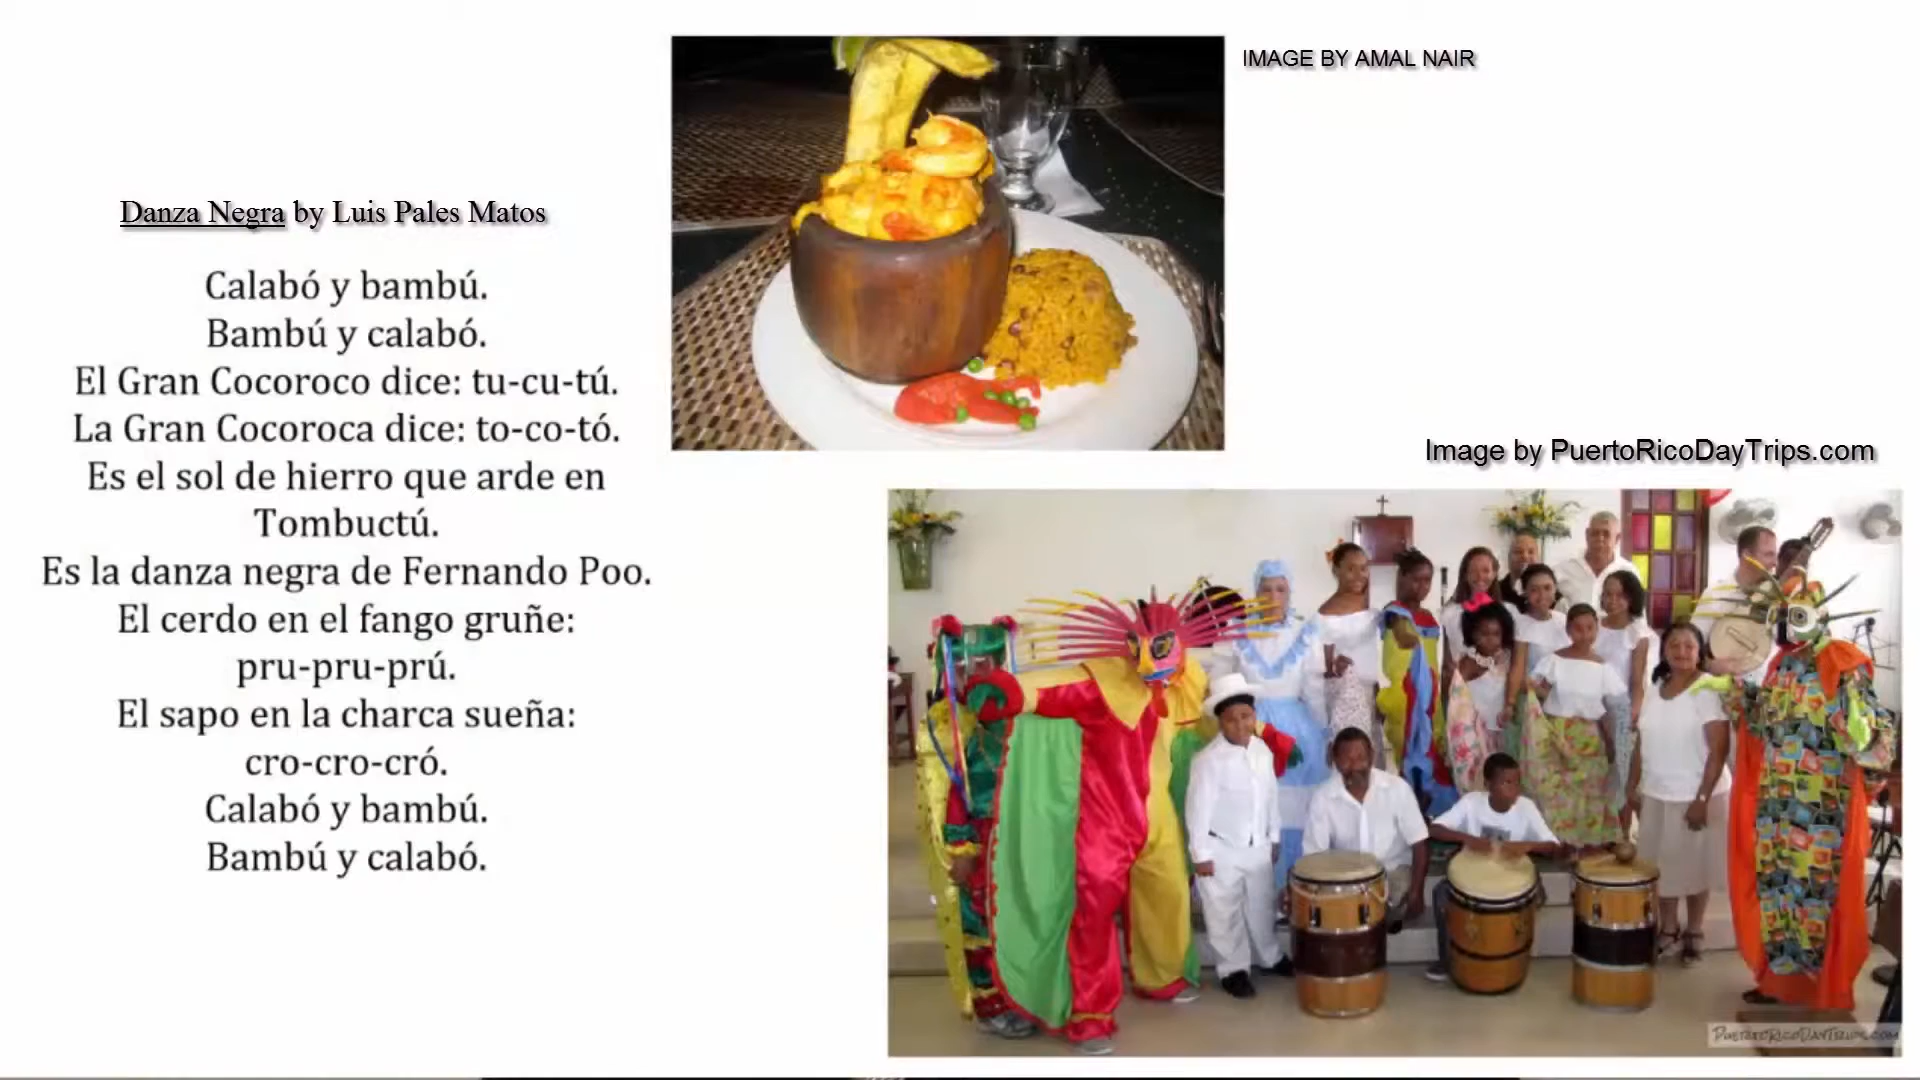 IMAGE BY AMAL NAIR
Danza Negra by Luis Pales Matos
Calabó y bambú.
Bambú y calabó.
El Gran Cocoroco dice: tu-cu-tú.
La Gran Cocoroca dice: to-co-tó.
Es el sol de hierro que arde en
Tombuctú.
Es la danza negra de Fernando Poo.
El cerdo en el fango gruñe:
pru-pru-prú.
El sapo en la charca sueña:
cro-cro-cró.
Calabó y bambú.
Bambú y calabó.
Image by PuertoRicoDayTrips.com
PuertoRicoDayTrips.com